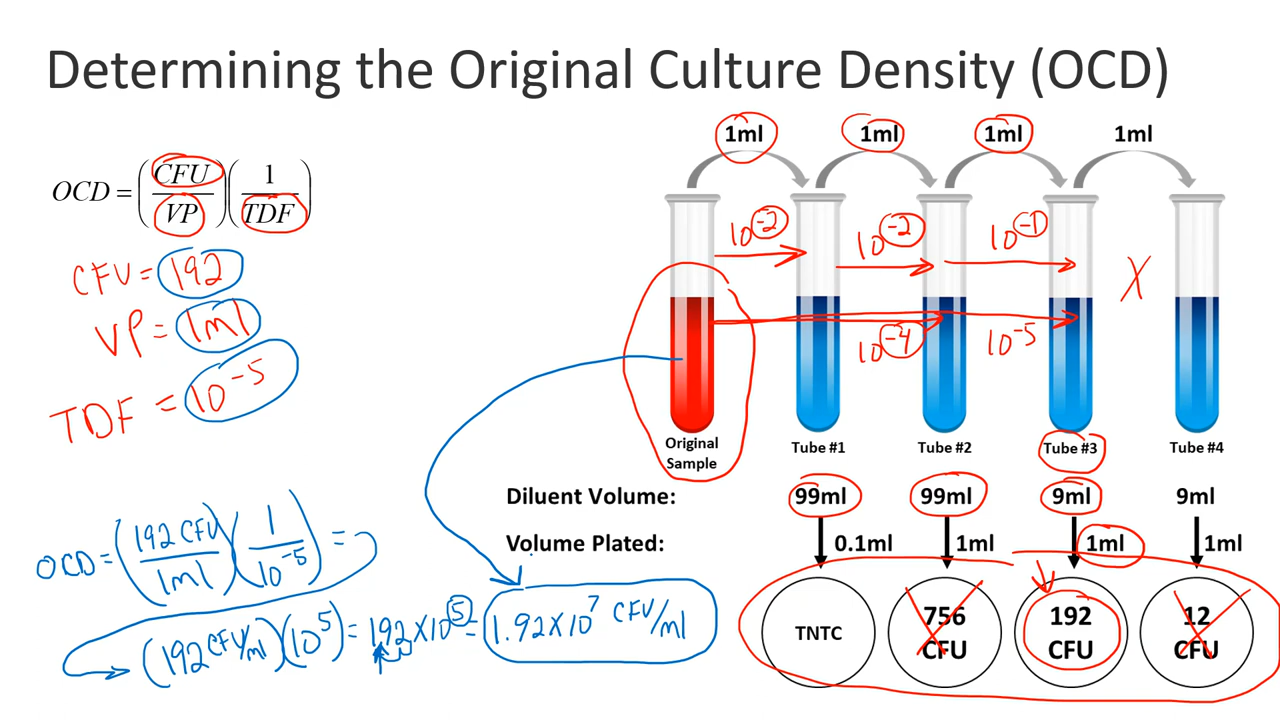 Determining the Original Culture Density (OCD)
OCD = (CFU/VP)(1/TDF)
CFU = 192
VP = 1ml
TDF = 10^-5
1ml 1ml 1ml 1ml
10^-2 10^-2 10^-1
X
10^-4 10^-5
Original Sample Tube #1 Tube #2 Tube #3 Tube #4
Diluent Volume: 99ml 99ml 9ml 9ml
Volume Plated: 0.1ml 1ml 1ml 1ml
TNTC 756 CFU 192 CFU 12 CFU
OCD = (192 CFU/1ml)(1/10^-5) =
(192 CFU/ml)(10^5) = 192 X 10^5 = 1.92 X 10^7 CFU/ml